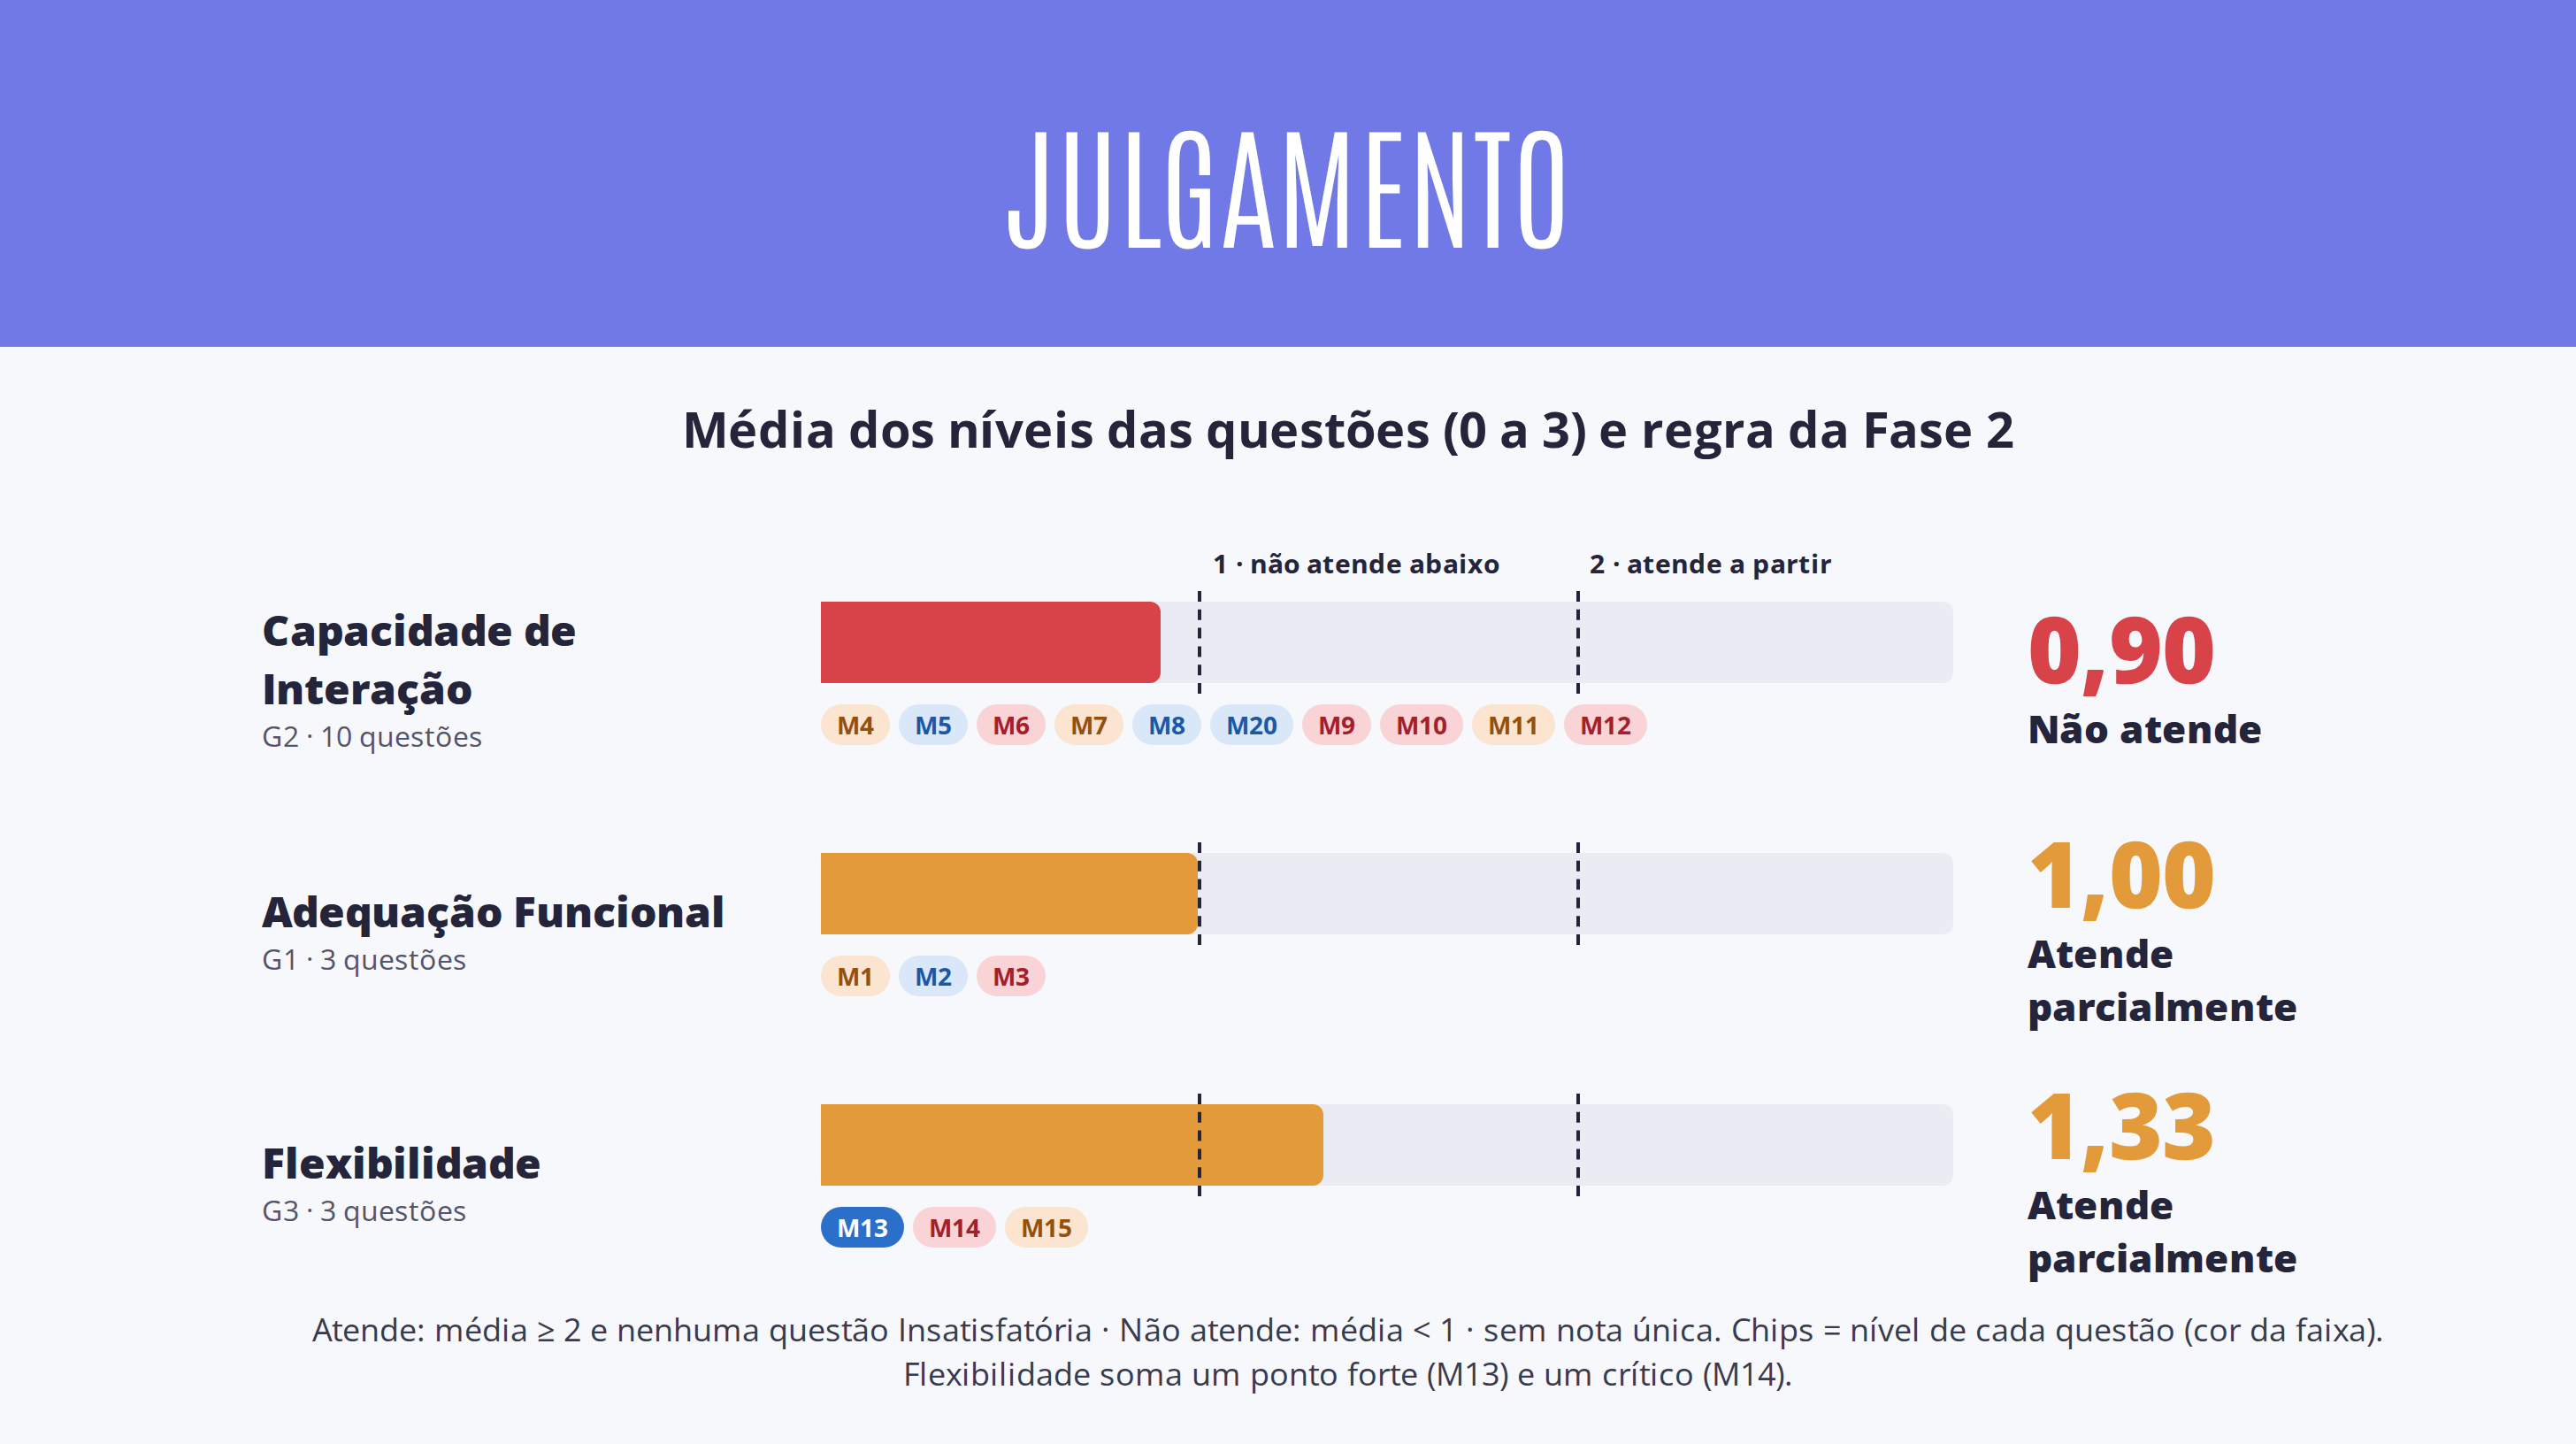 JULGAMENTO
Média dos níveis das questões (0 a 3) e regra da Fase 2
1 · não atende abaixo
2 · atende a partir
Capacidade de
Interação
G2 · 10 questões
M4 M5 M6 M7 M8 M20 M9 M10 M11 M12
0,90
Não atende
Adequação Funcional
G1 · 3 questões
M1 M2 M3
1,00
Atende
parcialmente
Flexibilidade
G3 · 3 questões
M13 M14 M15
1,33
Atende
parcialmente
Atende: média ≥ 2 e nenhuma questão Insatisfatória · Não atende: média < 1 · sem nota única. Chips = nível de cada questão (cor da faixa).
Flexibilidade soma um ponto forte (M13) e um crítico (M14).